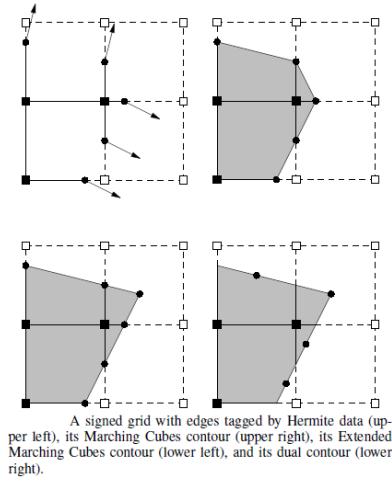 A signed grid with edges tagged by Hermite data (up-
per left), its Marching Cubes contour (upper right), its Extended
Marching Cubes contour (lower left), and its dual contour (lower
right).